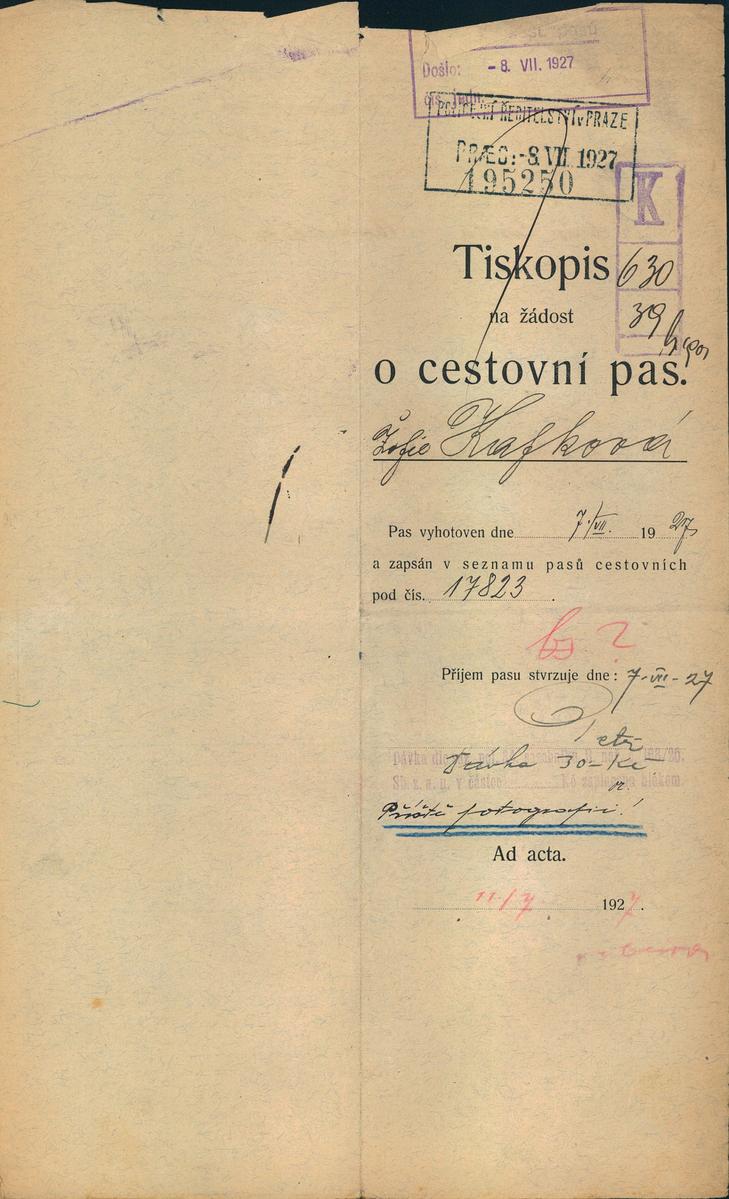 Došlo: - 8. VII. 1927
POLICEJNÍ ŘEDITELSTVÍ v PRAZE
PRÆS: -8. VII. 1927
195250
K
Tiskopis
630
na žádost
39
o cestovní pas.
Žofie Kafková
Pas vyhotoven dne 7./VII. 1927
a zapsán v seznamu pasů cestovních
pod čís. 17823.
Příjem pasu stvrzuje dne: 7-VII-27
Dávka 30-Kč
Příště fotografii!
Ad acta.
11/7 1927.